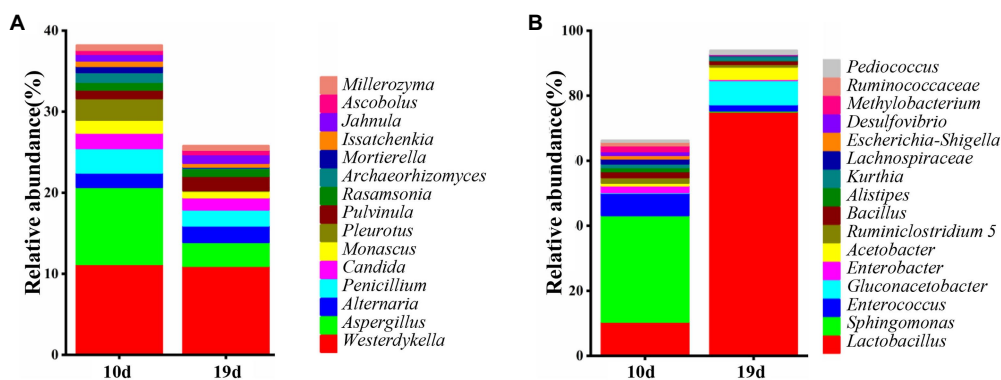 A
Relative abundance(%)
40
30
20
10
0
10d
19d
Millerozyma
Ascobolus
Jahnula
Issatchenkia
Mortierella
Archaeorhizomyces
Rasamsonia
Pulvinula
Pleurotus
Monascus
Candida
Penicillium
Alternaria
Aspergillus
Westerdykella
B
Relative abundance(%)
100
80
0
0
20
0
10d
19d
Pediococcus
Ruminococcaceae
Methylobacterium
Desulfovibrio
Escherichia-Shigella
Lachnospiraceae
Kurthia
Alistipes
Bacillus
Ruminiclostridium 5
Acetobacter
Enterobacter
Gluconacetobacter
Enterococcus
Sphingomonas
Lactobacillus